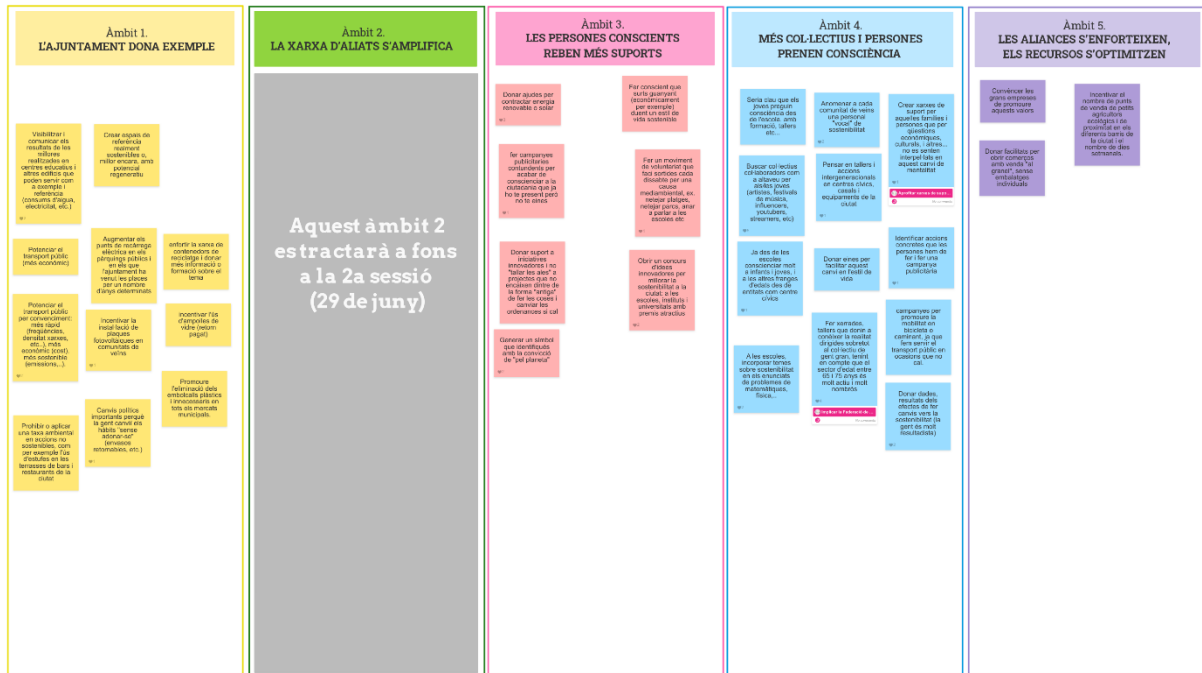 Àmbit 1.
L'AJUNTAMENT DONA EXEMPLE
Visibilitzar i
comunicar els
resultats de les
millores
realitzades en
centres educatius i
altres edificis que
poden servir com
a exemple i
referència
(consums d'aigua,
electricitat, etc.)
Crear espais de
referència
realment
sostenibles o,
millor encara, amb
potencial
regeneratiu
Potenciar el
transport públic
(més econòmic)
Augmentar els
punts de recàrrega
elèctrica en els
pàrquings públics i
en els que
l'ajuntament ha
venut les places
per un nombre
d'anys determinats
enfortir la xarxa de
contenedors de
reciclatge i donar
més informació o
formació sobre el
tema
Potenciar el
transport públic
per convenciment:
més ràpid
(freqüències,
densitat xarxes,
etc..), més
econòmic (cost),
més sostenible
(emissions,..).
Incentivar la
instal·lació de
plaques
fotovoltaiques en
comunitats de
veïns
Incentivar l'ús
d'ampolles de
vidre (retorn
pagat)
Promoure
l'eliminació dels
embolcalls plàstics
i innecessaris en
tots els mercats
municipals.
Prohibir o aplicar
una taxa ambiental
en accions no
sostenibles, com
per exemple l'ús
d'estufes en les
terrasses de bars i
restaurants de la
ciutat
Canvis política
importants perquè
la gent canviï els
hàbits "sense
adonar-se"
(envasos
retornables, etc.)
Àmbit 2.
LA XARXA D'ALIATS S'AMPLIFICA
Aquest àmbit 2
es tractarà a fons
a la 2a sessió
(29 de juny)
Àmbit 3.
LES PERSONES CONSCIENTS
REBEN MÉS SUPORTS
Donar ajudes per
contractar energia
renovable o solar
Fer conscient que
surts guanyant
(econòmicament
per exemple)
duent un estil de
vida sostenible
fer campanyes
publicitaries
contundents per
acabar de
conscienciar a la
ciutadania que ja
ho te present però
no te eines
Fer un moviment
de voluntariat que
faci sortides cada
dissabte per una
causa
mediambiental, ex.
netejar platges,
netejar parcs, anar
a parlar a les
escoles etc
Donar suport a
iniciatives
innovadores i no
"tallar les ales" a
projectes que no
encaixen dintre de
la forma "antiga"
de fer les coses i
canviar les
ordenances si cal
Obrir un concurs
d'idees
innovadores per
millorar la
sostenibilitat a la
ciutat: a les
escoles, instituts i
universitats amb
premis atractius
Generar un símbol
que identifiqués
amb la convicció
de "pel planeta"
Àmbit 4.
MÉS COL·LECTIUS I PERSONES
PRENEN CONSCIÈNCIA
Seria clau que els
joves prenguin
consciència des
de l'escola, amb
formació, tallers
etc...
Anomenar a cada
comunitat de veïns
una persona/
"vocal" de
sostenibilitat
Crear xarxes de
suport per
aquelles famílies i
persones que per
qüestions
econòmiques,
culturals, i altres...
no es senten
interpel·lats en
aquest canvi de
mentalitat
Buscar col·lectius
col·laboradors com
a altaveu per
als/les joves
(artistes, festivals
de música,
influencers,
youtubers,
streamers, etc)
Pensar en tallers i
accions
intergeneracionals
en centres cívics,
casals i
equipaments de la
ciutat
Ja des de les
escoles
conscienciar molt
a infants i joves, i
a les altres franges
d'edats des de
entitats com centre
cívics
Donar eines per
facilitar aquest
canvi en l'estil de
vida
Identificar accions
concretes que les
persones hem de
fer i fer una
campanya
publicitària
A les escoles,
incorporar temes
sobre sostenibilitat
en els enunciats
de problemes de
matemàtiques,
física...
Fer xerrades,
tallers que donin a
conèixer la realitat
dirigides sobretot
al col·lectiu de
gent gran, tenint
en compte que el
sector d'edat entre
65 i 75 anys és
molt actiu i molt
nombrós
campanyes per
promoure la
mobilitat en
bicicleta o
caminant, ja que
fem servir el
transport públic en
ocasions que no
cal.
Donar dades,
resultats dels
efectes de fer
canvis vers la
sostenibilitat (la
gent és molt
resultadista)
Àmbit 5.
LES ALIANCES S'ENFORTEIXEN,
ELS RECURSOS S'OPTIMITZEN
Convèncer les
grans empreses de
promoure
aquests valors
Incentivar el
nombre de punts
de venda de petits
agricultors
ecològics i de
proximitat en els
diferents barris de
la ciutat i el
nombre de dies
setmanals.
Donar facilitats per
obrir comerços
amb venda "al
granel", sense
embalatges
individuals